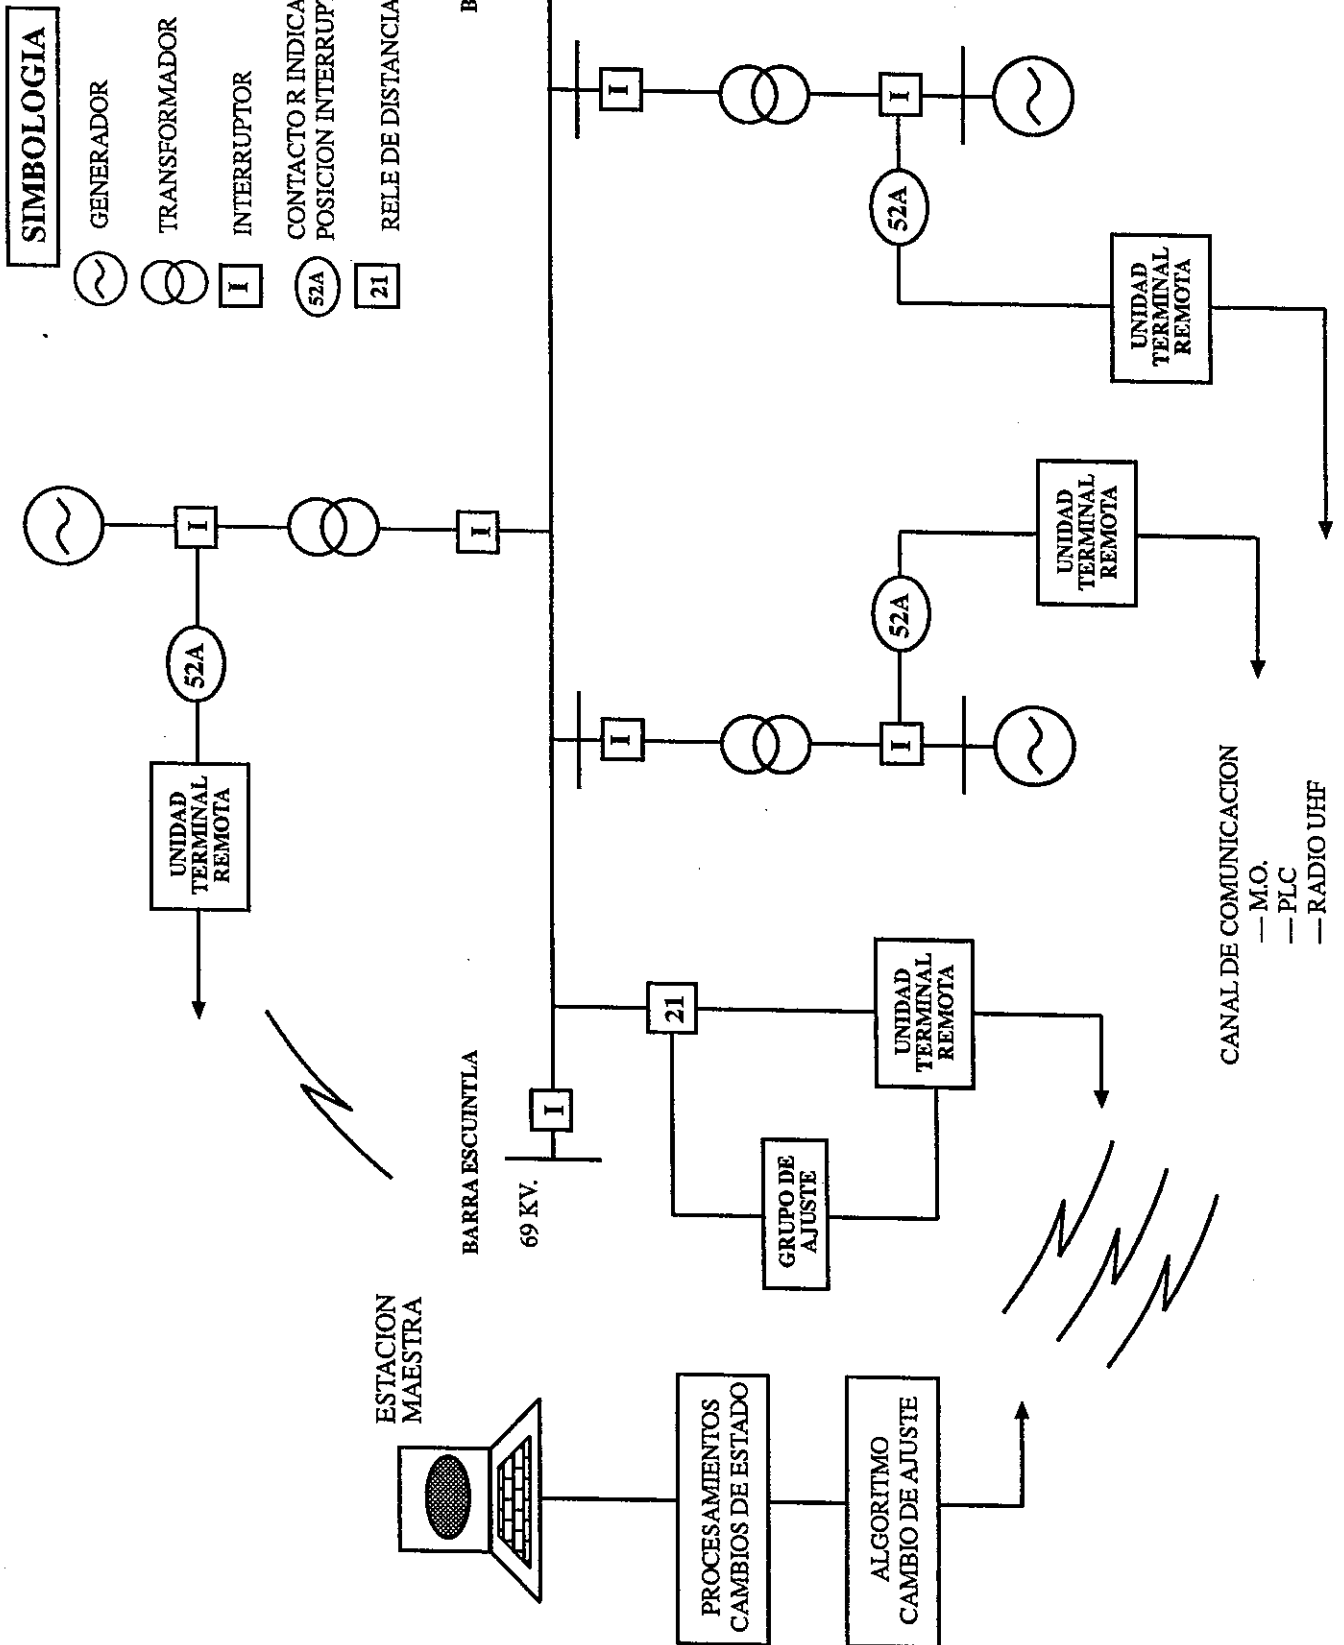 SIMBOLOGIA
GENERADOR
TRANSFORMADOR
I INTERRUPTOR
52A CONTACTO R INDICA
POSICION INTERRUPT
21 RELE DE DISTANCIA
UNIDAD
TERMINAL
REMOTA
52A
I
I
ESTACION
MAESTRA
BARRA ESCUINTLA
B
69 KV.
I
I
I
21
PROCESAMIENTOS
CAMBIOS DE ESTADO
GRUPO DE
AJUSTE
ALGORITMO
CAMBIO DE AJUSTE
UNIDAD
TERMINAL
REMOTA
I
52A
I
52A
UNIDAD
TERMINAL
REMOTA
UNIDAD
TERMINAL
REMOTA
CANAL DE COMUNICACION
— M.O.
— PLC
— RADIO UHF